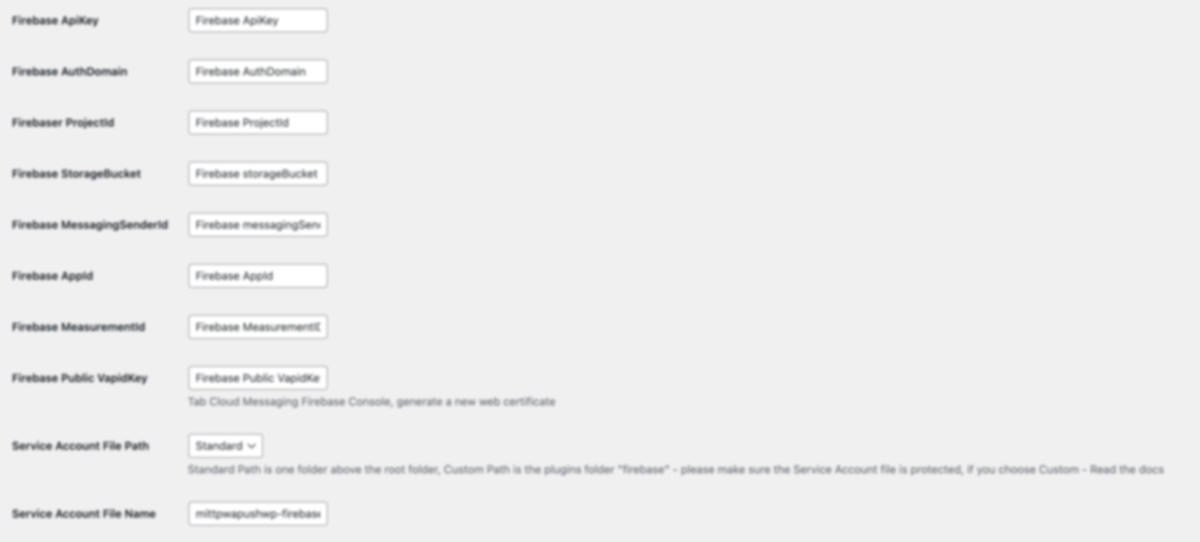 Firebase ApiKey Firebase ApiKey
Firebase AuthDomain Firebase AuthDomain
Firebaser ProjectId Firebase ProjectId
Firebase StorageBucket Firebase storageBucket
Firebase MessagingSenderId Firebase messagingSen
Firebase AppId Firebase AppId
Firebase MeasurementId Firebase MeasurementID
Firebase Public VapidKey Firebase Public VapidKe
Tab Cloud Messaging Firebase Console, generate a new web certificate
Service Account File Path Standard
Standard Path is one folder above the root folder, Custom Path is the plugins folder "firebase" - please make sure the Service Account file is protected, if you choose Custom - Read the docs
Service Account File Name mittpwapushwp-firebase